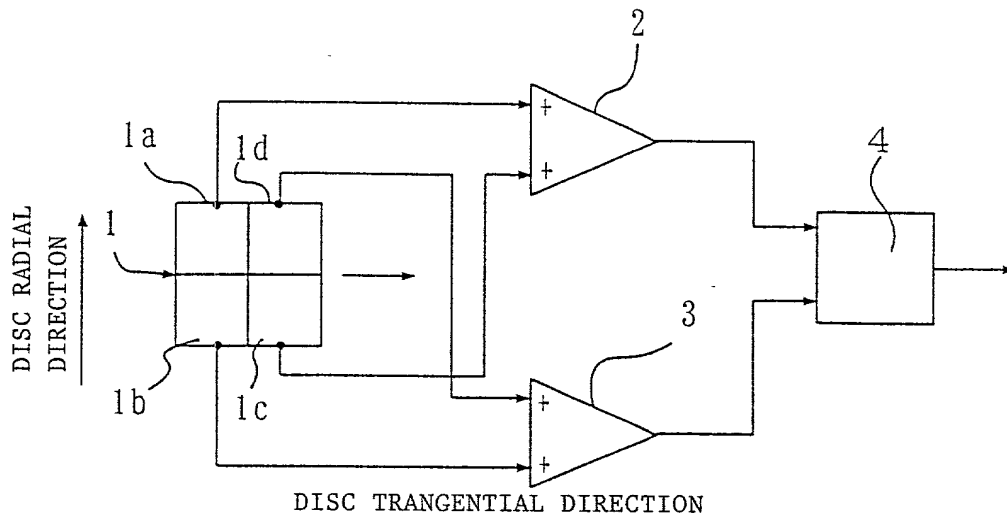 2
1a
1d
4
+
+
1
DISC RADIAL
DIRECTION
3
1b
1c
+
+
DISC TRANGENTIAL DIRECTION